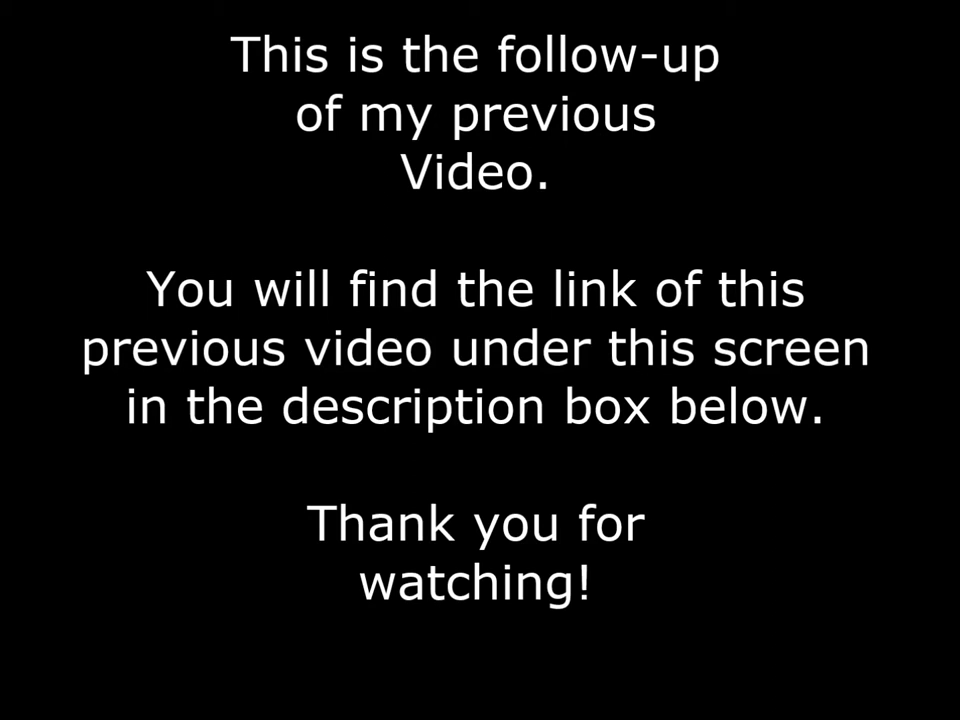 This is the follow-up
of my previous
Video.
You will find the link of this
previous video under this screen
in the description box below.
Thank you for
watching!